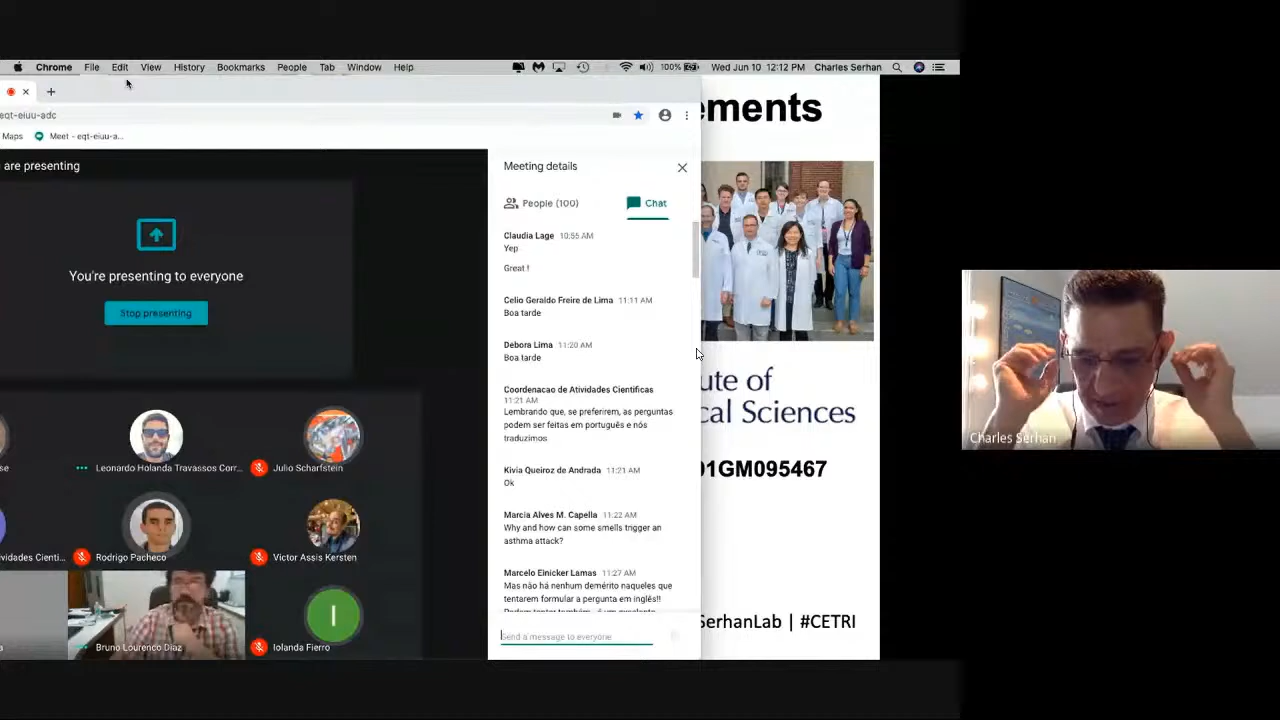 Chrome File Edit View History Bookmarks People Tab Window Help 100% Wed Jun 10 12:12 PM Charles Serhan
eqt-eiuu-adc
Maps Meet - eqt-eiuu-a...
are presenting
You're presenting to everyone
Stop presenting
se
Leonardo Holanda Travassos Corr...
Julio Scharfstein
vidades Cienti...
Rodrigo Pacheco
Victor Assis Kersten
Bruno Lourenco Diaz
Iolanda Fierro
Meeting details
People (100)
Chat
Claudia Lage 10:55 AM
Yep
Great !
Celio Geraldo Freire de Lima 11:11 AM
Boa tarde
Debora Lima 11:20 AM
Boa tarde
Coordenacao de Atividades Cientificas
11:21 AM
Lembrando que, se preferirem, as perguntas
podem ser feitas em português e nós
traduzimos
Kivia Queiroz de Andrada 11:21 AM
Ok
Marcia Alves M. Capella 11:22 AM
Why and how can some smells trigger an
asthma attack?
Marcelo Einicker Lamas 11:27 AM
Mas não há nenhum demérito naqueles que
tentarem formular a pergunta em inglês!!
Send a message to everyone
ements
ute of
cal Sciences
01GM095467
SerhanLab | #CETRI
Charles Serhan